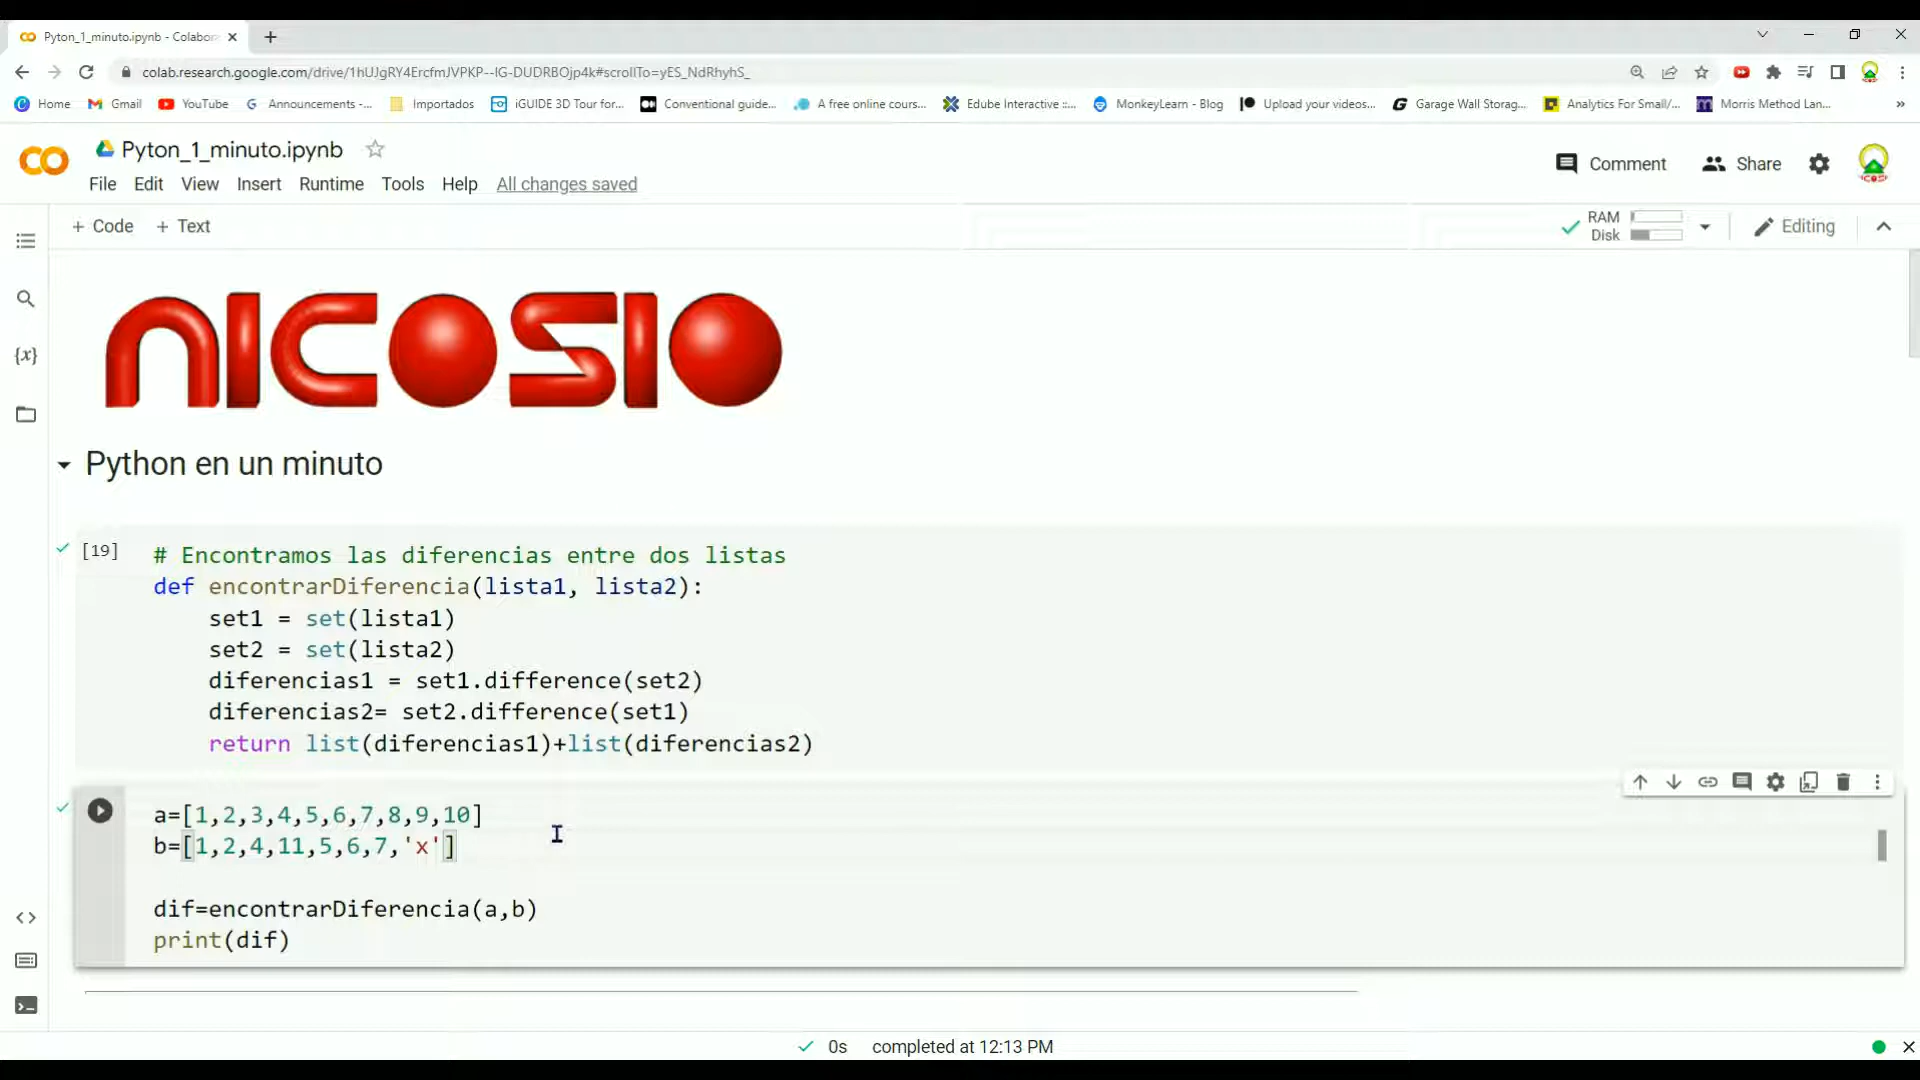 Pyton_1_minuto.ipynb - Colabor
colab.research.google.com/drive/1hUJgRY4ErcfmJVPKP--IG-DUDRBOjp4k#scrollTo=yES_NdRhyhS_
Home Gmail YouTube Announcements -... Importados iGUIDE 3D Tour for... Conventional guide... A free online cours... Edube Interactive ::... MonkeyLearn - Blog Upload your videos... Garage Wall Storag... Analytics For Small/... Morris Method Lan... »
Pyton_1_minuto.ipynb
Comment Share
File Edit View Insert Runtime Tools Help All changes saved
+ Code + Text
RAM
Disk
Editing
NICOSIO
Python en un minuto
[19]
# Encontramos las diferencias entre dos listas
def encontrarDiferencia(lista1, lista2):
set1 = set(lista1)
set2 = set(lista2)
diferencias1 = set1.difference(set2)
diferencias2= set2.difference(set1)
return list(diferencias1)+list(diferencias2)
a=[1,2,3,4,5,6,7,8,9,10]
b=[1,2,4,11,5,6,7,'x']
dif=encontrarDiferencia(a,b)
print(dif)
0s completed at 12:13 PM